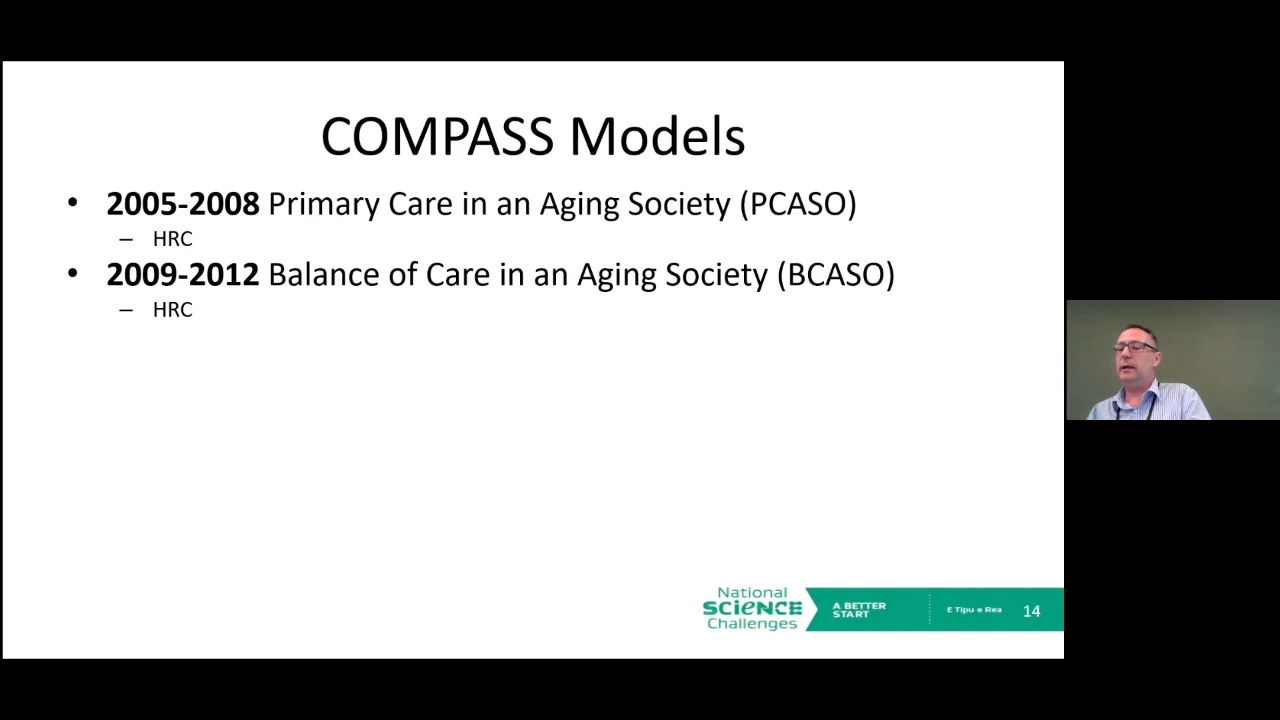 COMPASS Models
• 2005-2008 Primary Care in an Aging Society (PCASO)
– HRC
• 2009-2012 Balance of Care in an Aging Society (BCASO)
– HRC
National
SCIENCE
Challenges
A BETTER
START
E Tipu e Rea
14